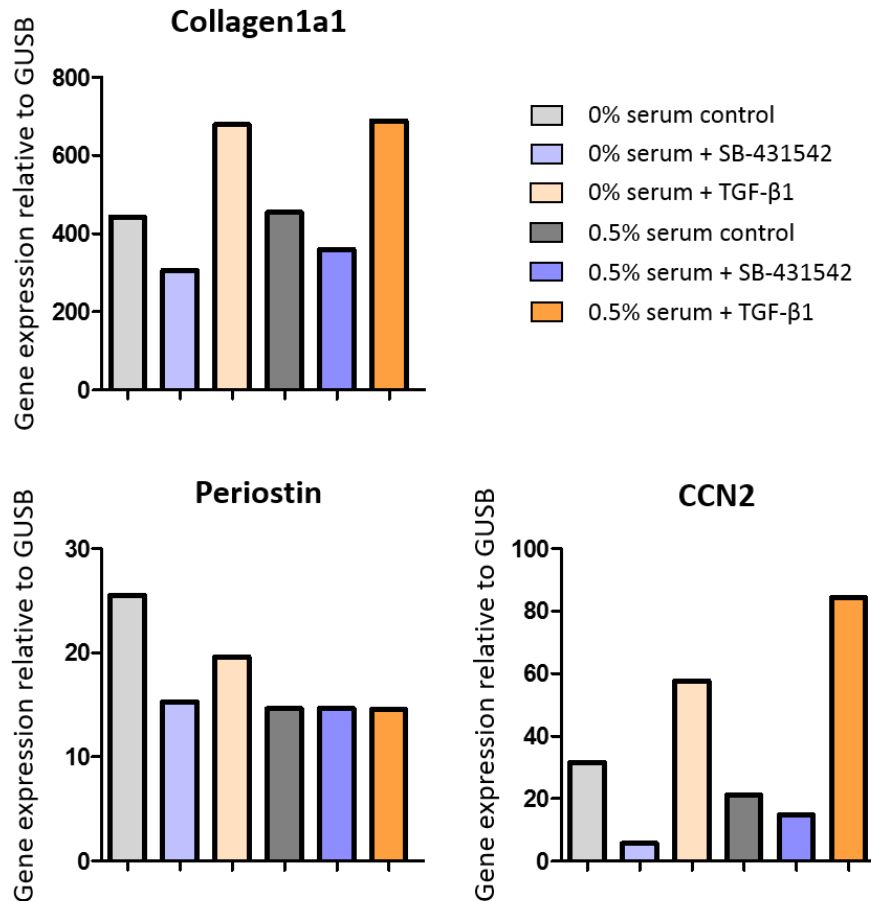 Collagen1a1
Gene expression relative to GUSB
800
600
400
200
0
0% serum control
0% serum + SB-431542
0% serum + TGF-β1
0.5% serum control
0.5% serum + SB-431542
0.5% serum + TGF-β1
Periostin
Gene expression relative to GUSB
30
20
10
0
CCN2
Gene expression relative to GUSB
100
80
60
40
20
0